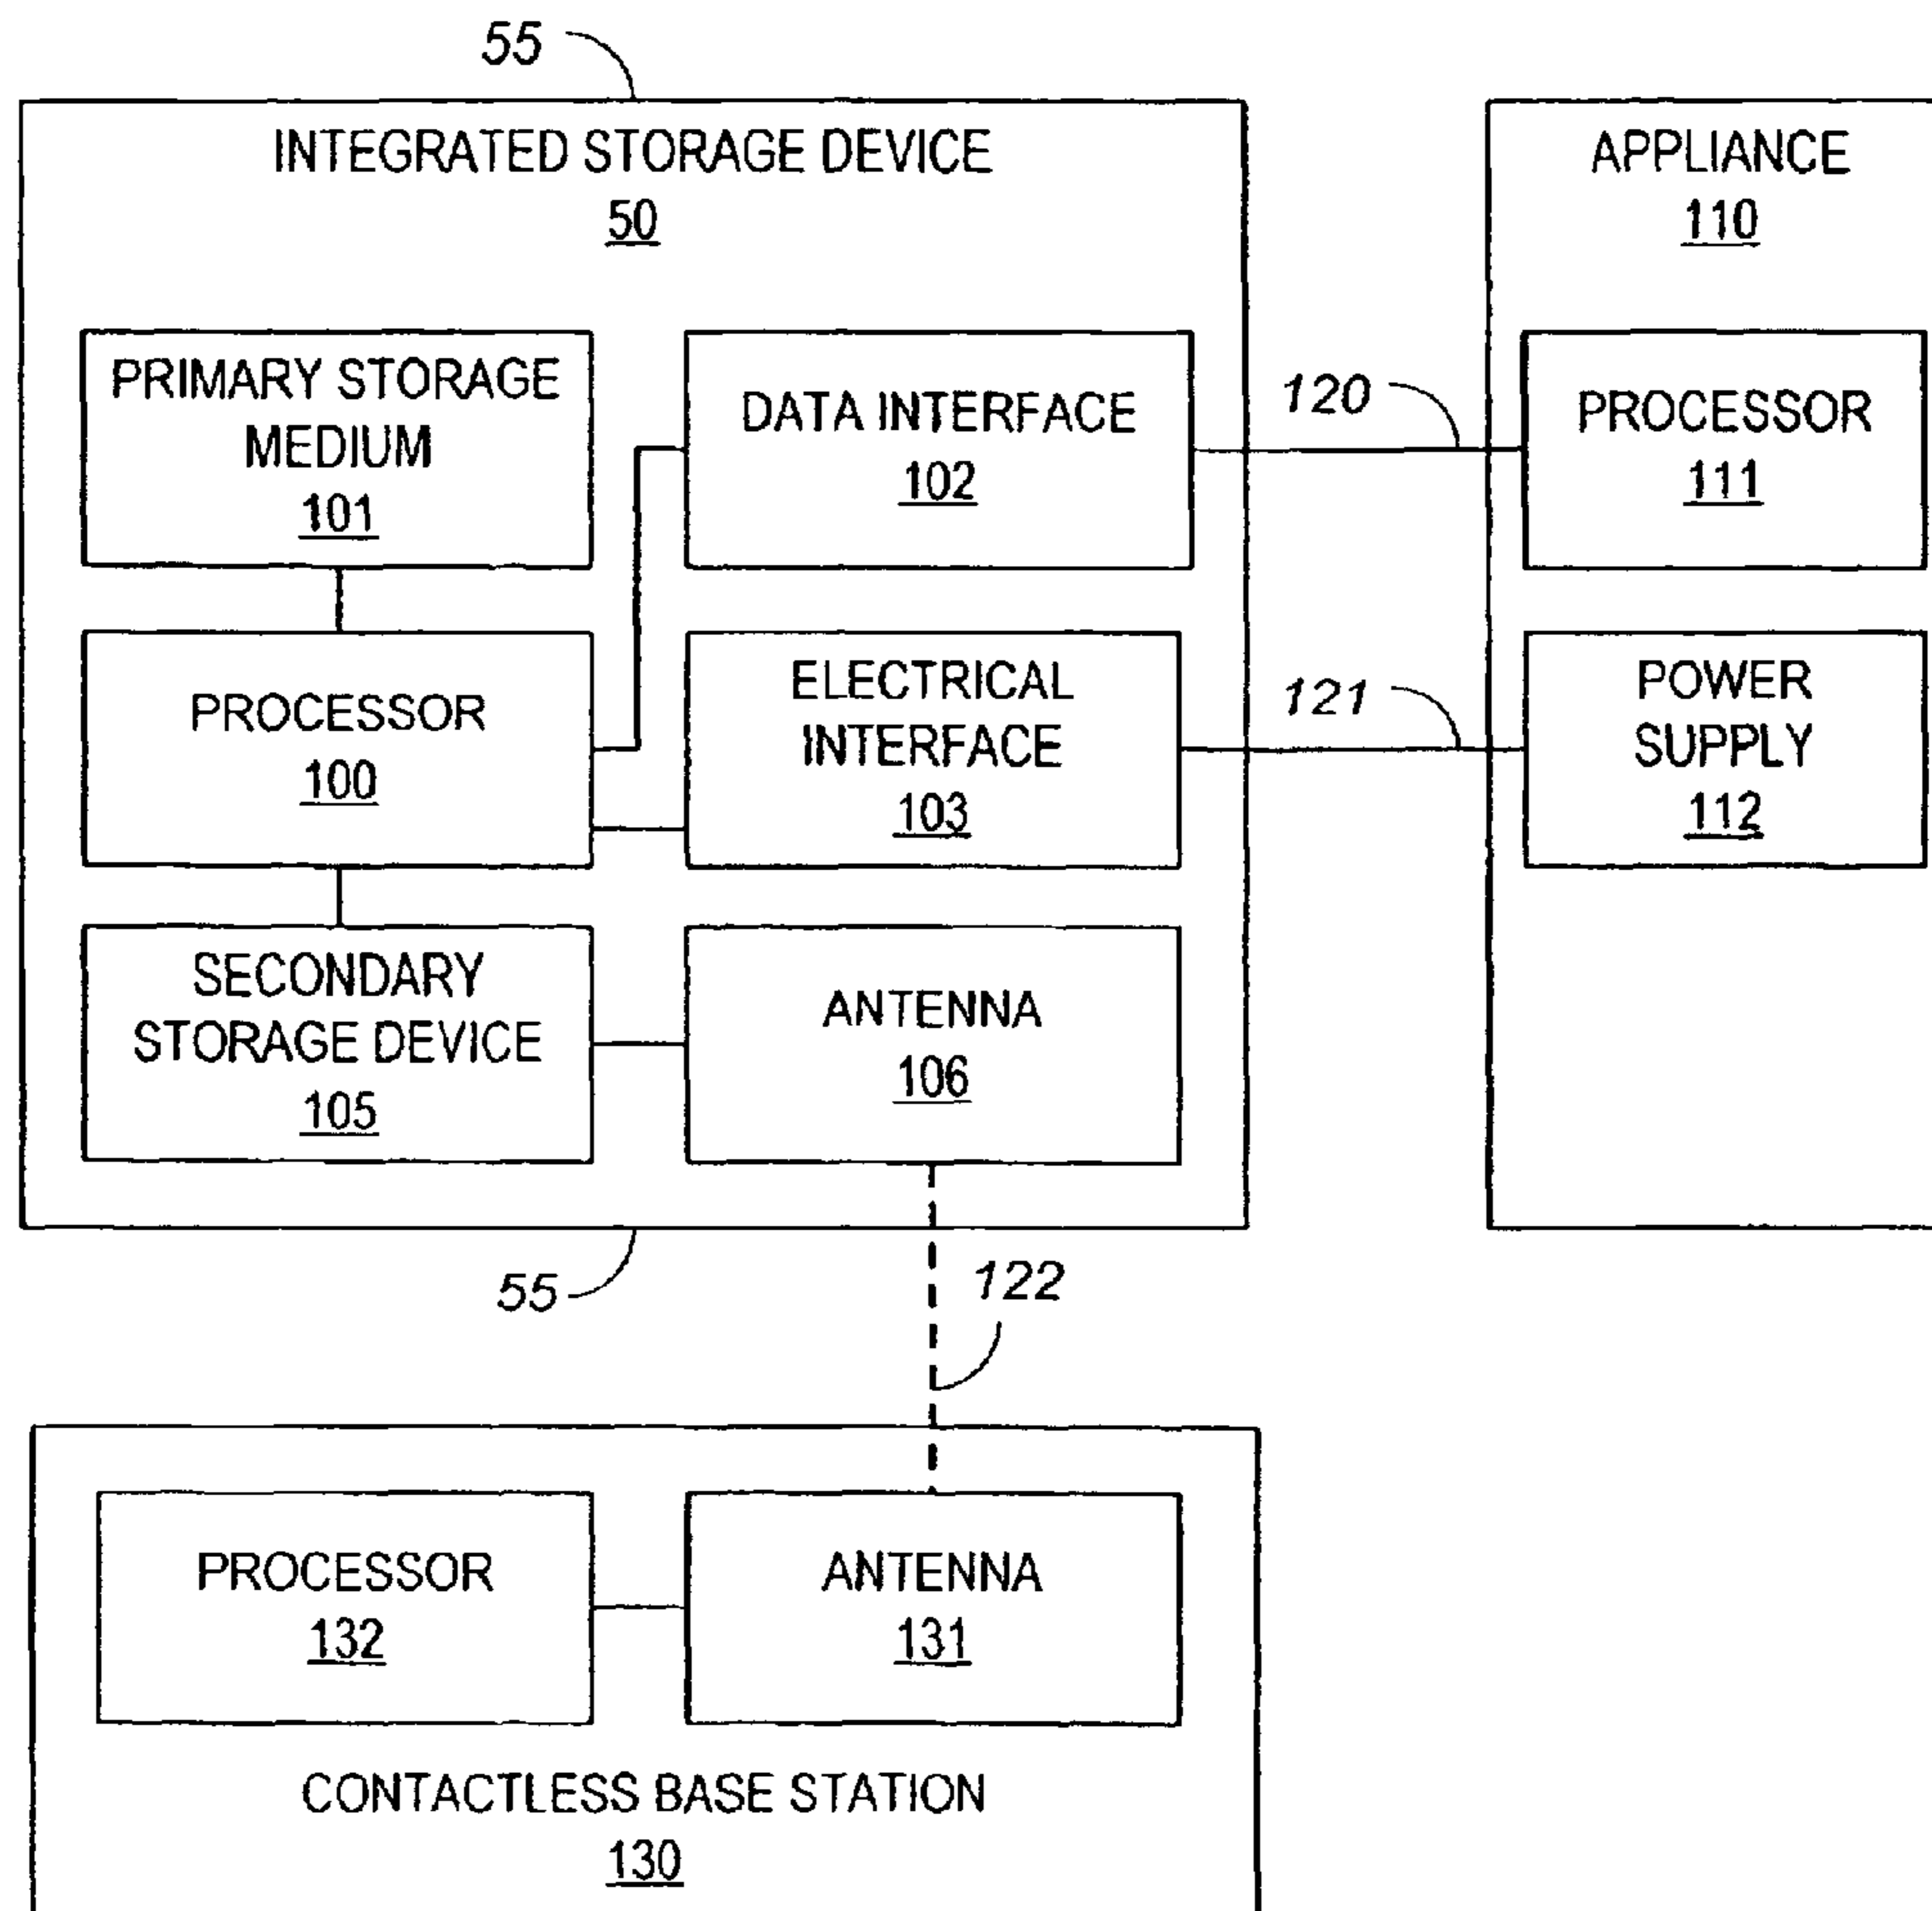 55
INTEGRATED STORAGE DEVICE
50
APPLIANCE
110
PRIMARY STORAGE
MEDIUM
101
DATA INTERFACE
102
120
PROCESSOR
111
PROCESSOR
100
ELECTRICAL
INTERFACE
103
121
POWER
SUPPLY
112
SECONDARY
STORAGE DEVICE
105
ANTENNA
106
55
122
PROCESSOR
132
ANTENNA
131
CONTACTLESS BASE STATION
130